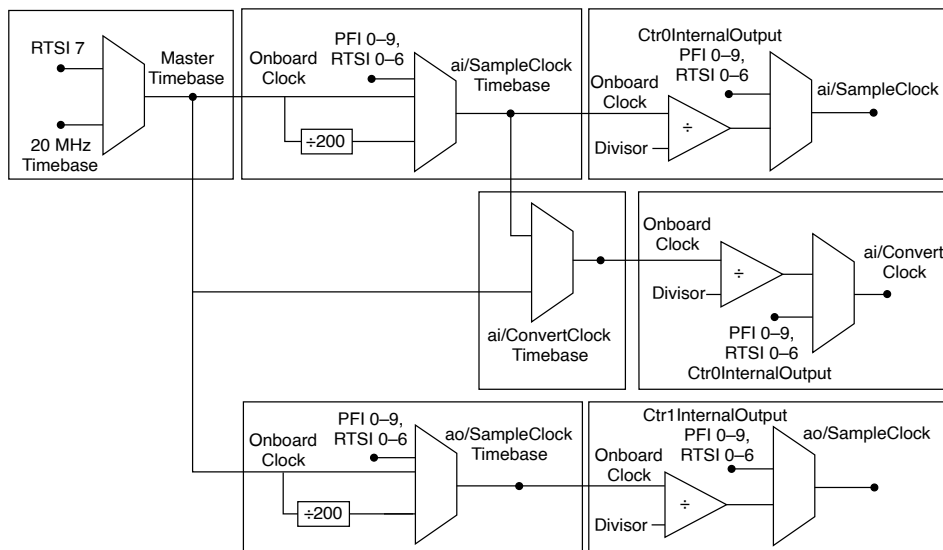 RTSI 7
Master
Timebase
20 MHz
Timebase
Onboard
Clock
PFI 0–9,
RTSI 0–6
÷200
ai/SampleClock
Timebase
Onboard
Clock
Divisor
÷
Ctr0InternalOutput
PFI 0–9,
RTSI 0–6
ai/SampleClock
ai/ConvertClock
Timebase
Onboard
Clock
Divisor
÷
ai/Convert
Clock
PFI 0–9,
RTSI 0–6
Ctr0InternalOutput
Onboard
Clock
PFI 0–9,
RTSI 0–6
÷200
ao/SampleClock
Timebase
Onboard
Clock
Divisor
÷
Ctr1InternalOutput
PFI 0–9,
RTSI 0–6
ao/SampleClock